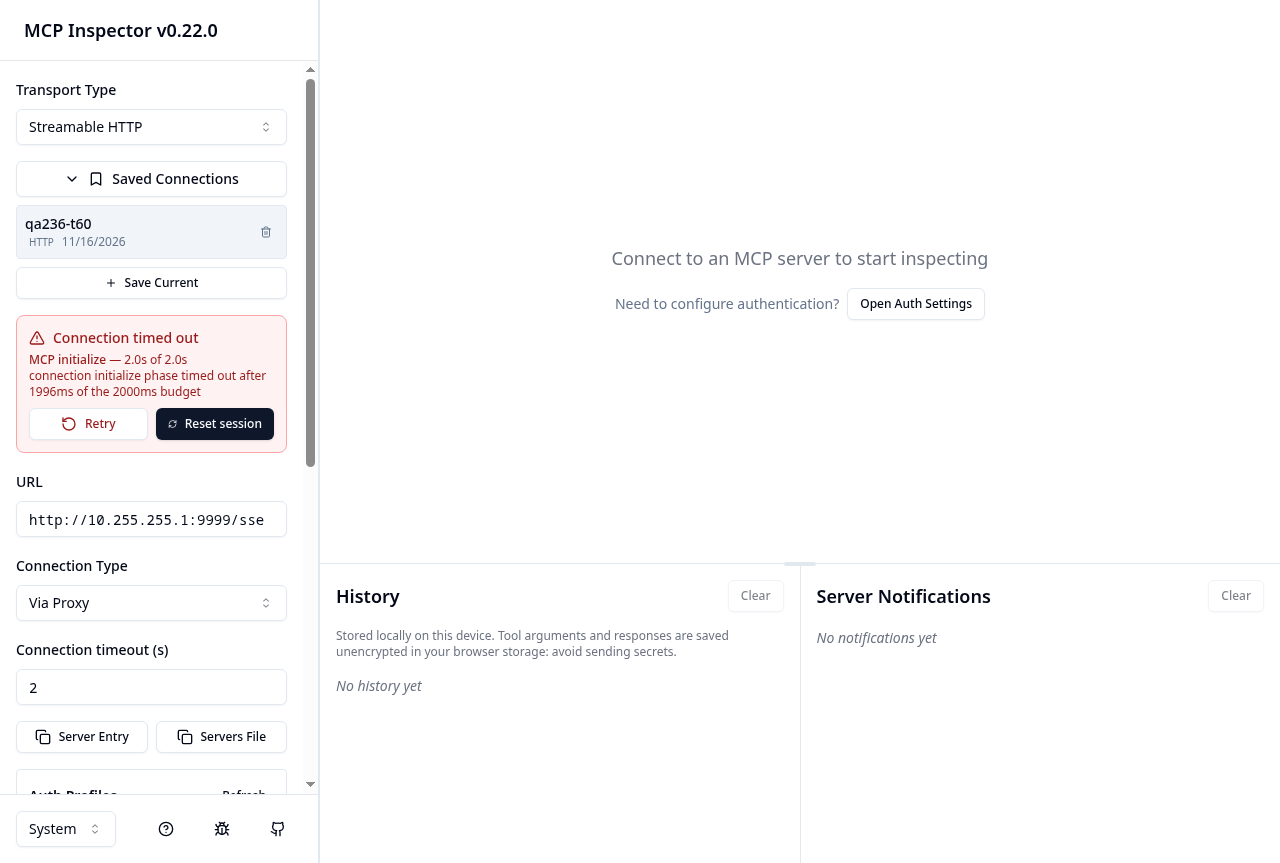 MCP Inspector v0.22.0
Transport Type
Streamable HTTP
Saved Connections
qa236-t60
HTTP 11/16/2026
Save Current
Connection timed out
MCP initialize — 2.0s of 2.0s
connection initialize phase timed out after
1996ms of the 2000ms budget
Retry
Reset session
URL
http://10.255.255.1:9999/sse
Connection Type
Via Proxy
Connection timeout (s)
2
Server Entry
Servers File
Auth Profiles
Refresh
System
Connect to an MCP server to start inspecting
Need to configure authentication?
Open Auth Settings
History
Clear
Stored locally on this device. Tool arguments and responses are saved
unencrypted in your browser storage: avoid sending secrets.
No history yet
Server Notifications
Clear
No notifications yet